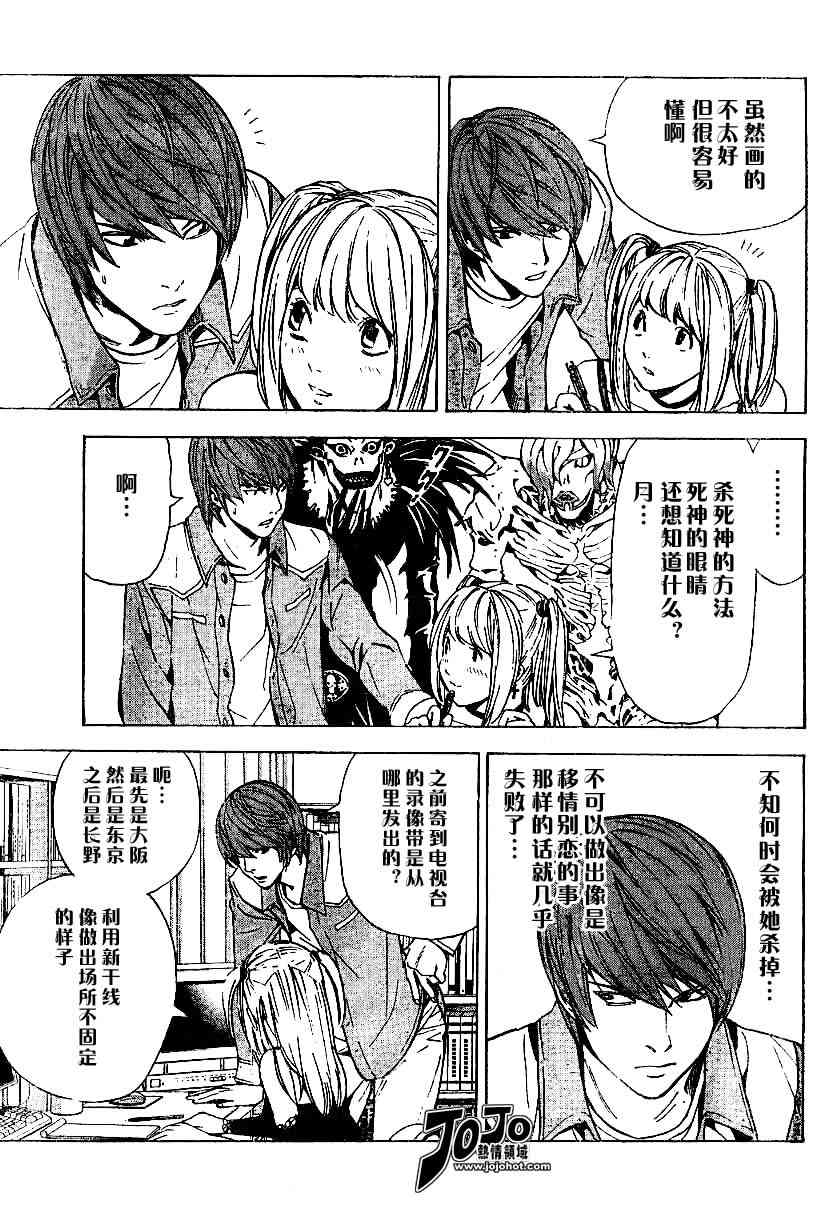 虽然画的
不太好
但很容易
懂啊
………
杀死神的方法
死神的眼睛
还想知道什么？
月…
啊…
不知何时会被她杀掉…
不可以做出像是
移情别恋的事
那样的话就几乎
失败了…
之前寄到电视台
的录像带是从
哪里发出的？
呃…
最先是大阪
然后是东京
之后是长野
利用新干线
像做出场所不固定
的样子
JOJO
熱情領域
www.jojohot.com